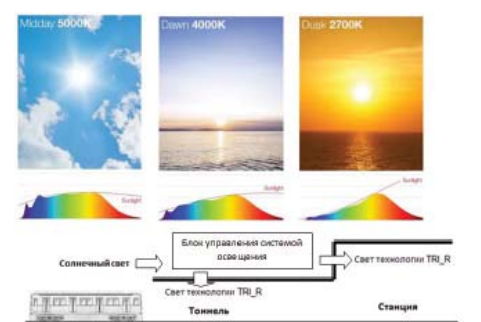 Midday 5000K
Dawn 4000K
Dusk 2700K
Sunlight
Sunlight
Sunlight
Блок управления системой
освещения
Солнечный свет
Свет технологии TRI_R
Свет технологии TRI_R
Тоннель
Станция